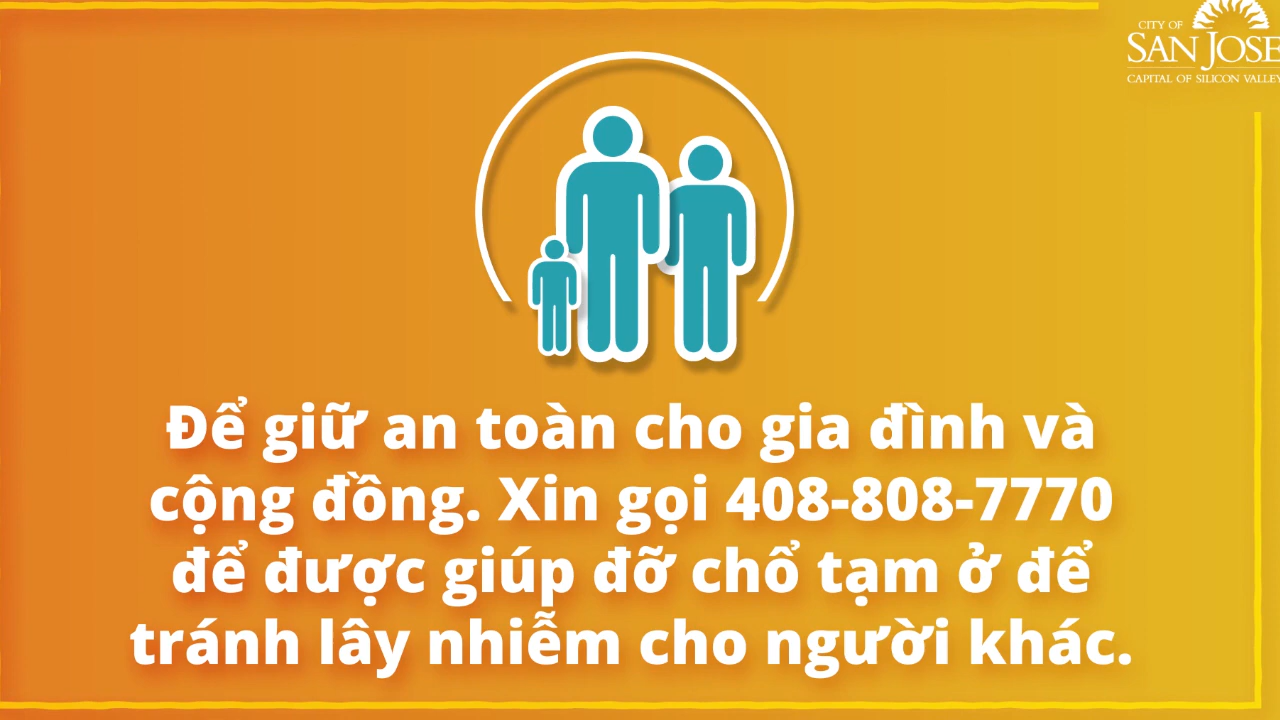 CITY OF
SAN JOSE
CAPITAL OF SILICON VALLEY
Để giữ an toàn cho gia đình và
cộng đồng. Xin gọi 408-808-7770
để được giúp đỡ chổ tạm ở để
tránh lây nhiễm cho người khác.